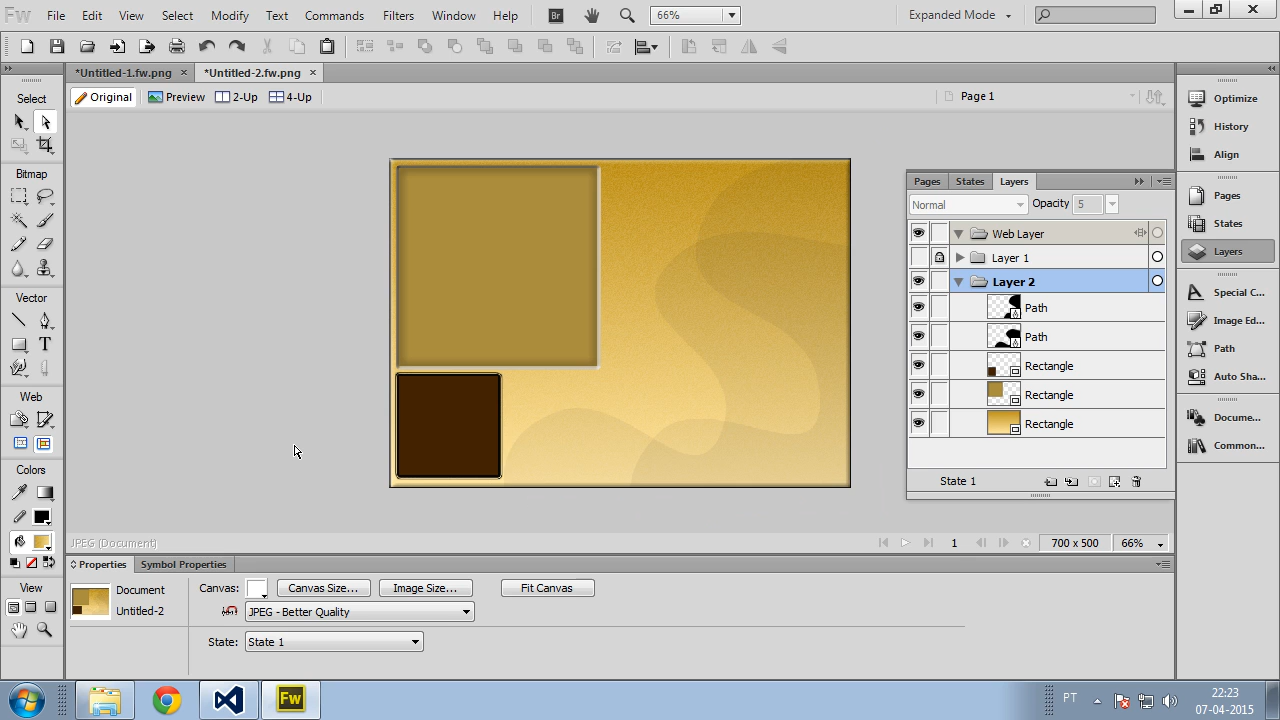 Fw File Edit View Select Modify Text Commands Filters Window Help Br 66% Expanded Mode
*Untitled-1.fw.png × *Untitled-2.fw.png ×
Original Preview 2-Up 4-Up Page 1
Select
Bitmap
Vector
T
Web
Colors
View
Optimize
History
Align
Pages
States
Layers
Special C...
Image Ed...
Path
Auto Sha...
Docume...
Common...
Pages States Layers
Normal Opacity 5
Web Layer
Layer 1
Layer 2
Path
Path
Rectangle
Rectangle
Rectangle
State 1
JPEG (Document) 1 700 x 500 66%
Properties Symbol Properties
Document Canvas: Canvas Size... Image Size... Fit Canvas
Untitled-2 JPEG - Better Quality
State: State 1
Fw PT 22:23
07-04-2015